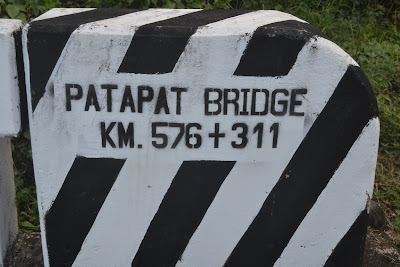 PATAPAT BRIDGE
KM. 576+311